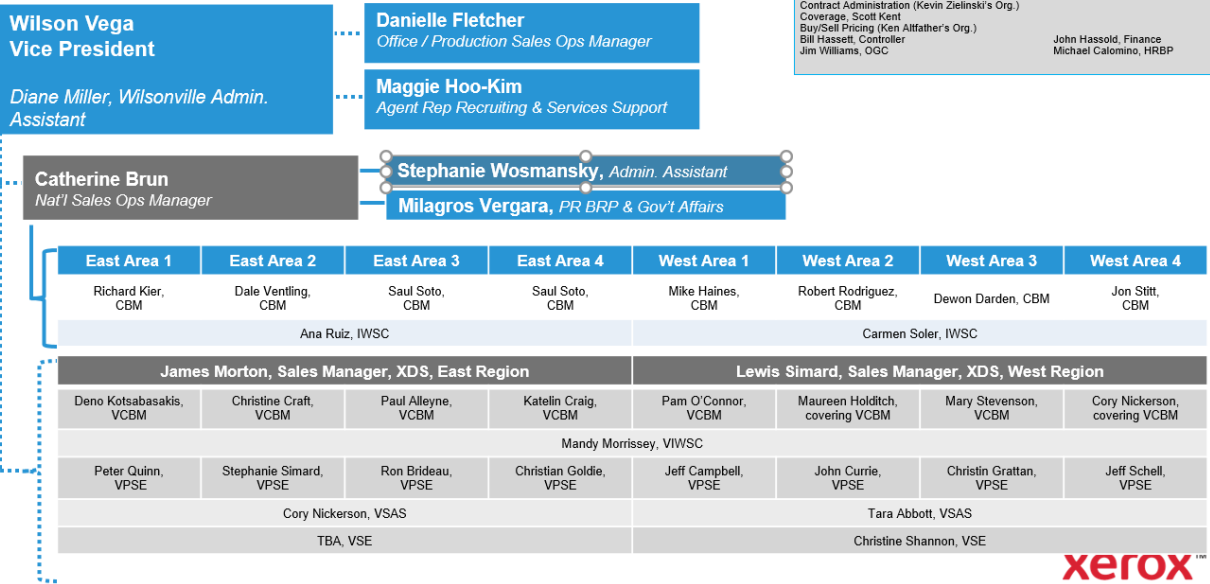 Wilson Vega
Vice President
Diane Miller, Wilsonville Admin.
Assistant
Danielle Fletcher
Office / Production Sales Ops Manager
Maggie Hoo-Kim
Agent Rep Recruiting & Services Support
Contract Administration (Kevin Zielinski's Org.)
Coverage, Scott Kent
Buy/Sell Pricing (Ken Altfather's Org.)
Bill Hassett, Controller John Hassold, Finance
Jim Williams, OGC Michael Calomino, HRBP
Catherine Brun
Nat'l Sales Ops Manager
Stephanie Wosmansky, Admin. Assistant
Milagros Vergara, PR BRP & Gov't Affairs
East Area 1 East Area 2 East Area 3 East Area 4 West Area 1 West Area 2 West Area 3 West Area 4
Richard Kier, Dale Ventling, Saul Soto, Saul Soto, Mike Haines, Robert Rodriguez, Dewon Darden, CBM Jon Stitt,
CBM CBM CBM CBM CBM CBM CBM
Ana Ruiz, IWSC Carmen Soler, IWSC
James Morton, Sales Manager, XDS, East Region Lewis Simard, Sales Manager, XDS, West Region
Deno Kotsabasakis, Christine Craft, Paul Alleyne, Katelin Craig, Pam O'Connor, Maureen Holditch, Mary Stevenson, Cory Nickerson,
VCBM VCBM VCBM VCBM VCBM covering VCBM VCBM covering VCBM
Mandy Morrissey, VIWSC
Peter Quinn, Stephanie Simard, Ron Brideau, Christian Goldie, Jeff Campbell, John Currie, Christin Grattan, Jeff Schell,
VPSE VPSE VPSE VPSE VPSE VPSE VPSE VPSE
Cory Nickerson, VSAS Tara Abbott, VSAS
TBA, VSE Christine Shannon, VSE
xerox™